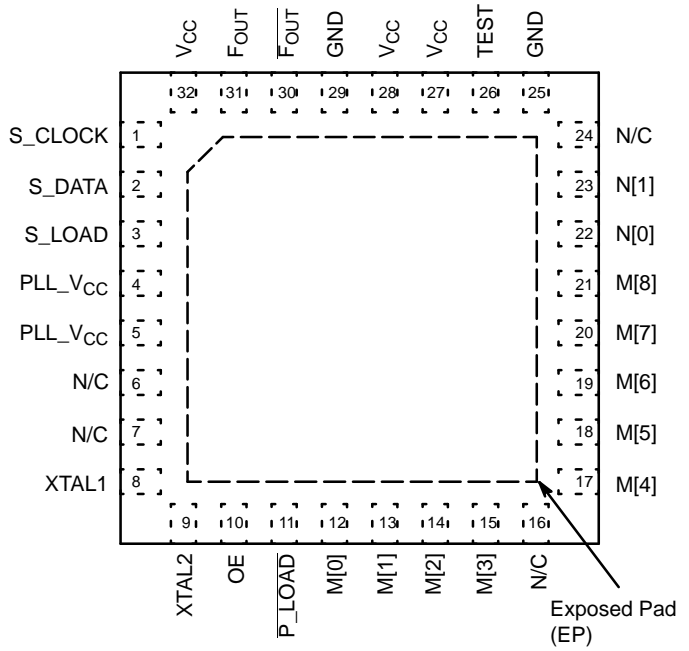 VCC
FOUT
FOUT
GND
VCC
VCC
TEST
GND
32
31
30
29
28
27
26
25
S_CLOCK 1
S_DATA 2
S_LOAD 3
PLL_VCC 4
PLL_VCC 5
N/C 6
N/C 7
XTAL1 8
24 N/C
23 N[1]
22 N[0]
21 M[8]
20 M[7]
19 M[6]
18 M[5]
17 M[4]
9
10
11
12
13
14
15
16
XTAL2
OE
P_LOAD
M[0]
M[1]
M[2]
M[3]
N/C
Exposed Pad
(EP)